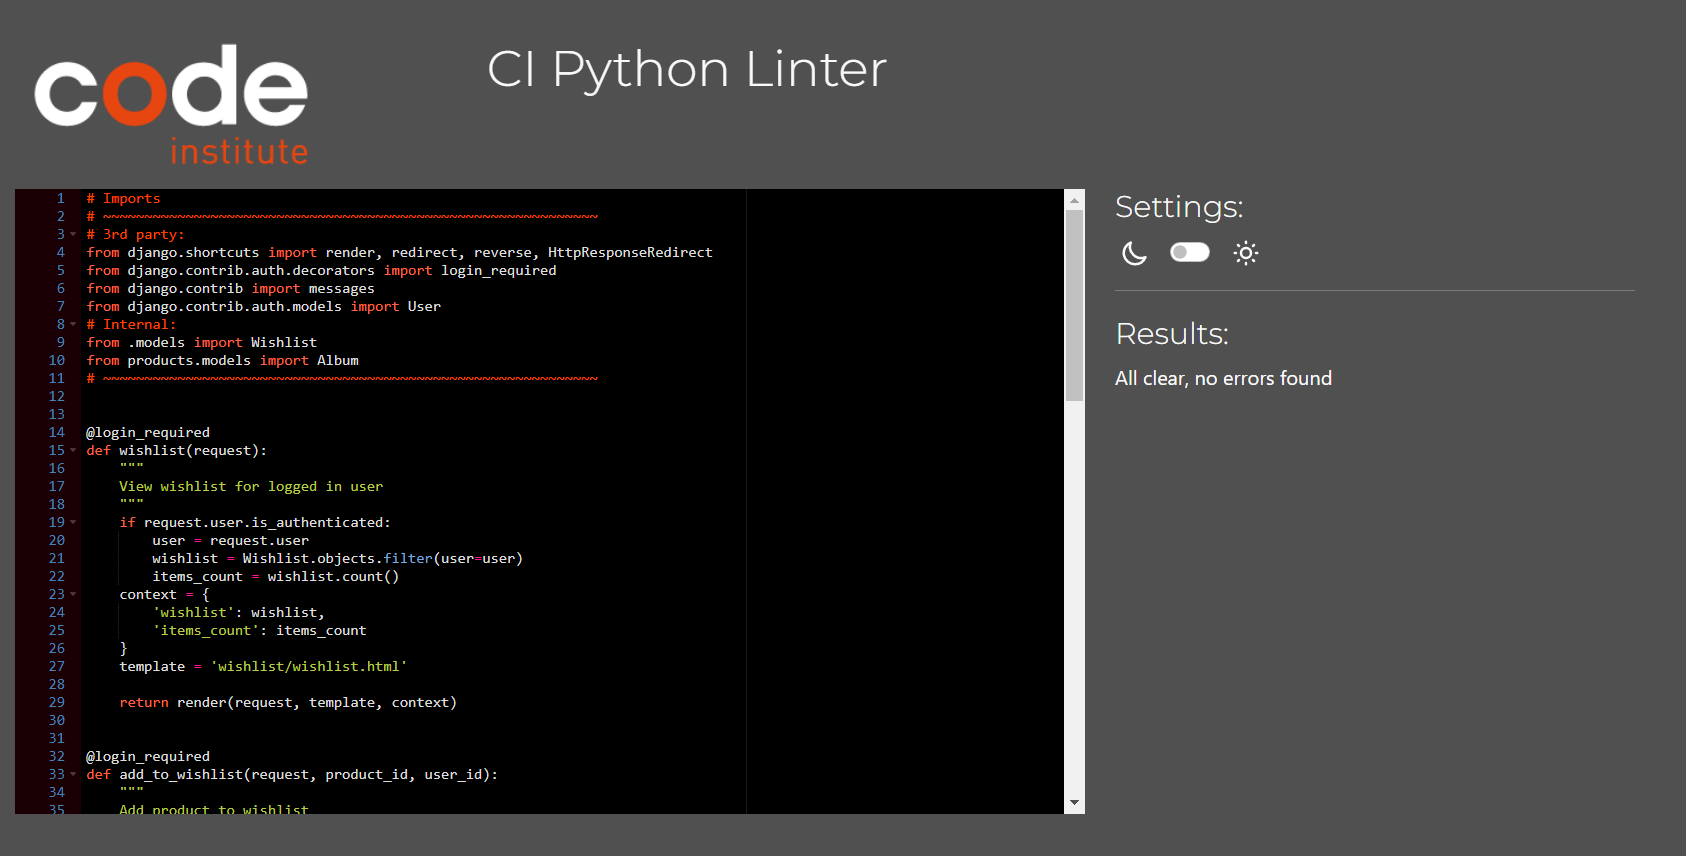 code
institute
CI Python Linter
1 # Imports
2 # ~~~~~~~~~~~~~~~~~~~~~~~~~~~~~~~~~~~~~~~~~~~~~~~~~~~~~~~~~~~~
3 # 3rd party:
4 from django.shortcuts import render, redirect, reverse, HttpResponseRedirect
5 from django.contrib.auth.decorators import login_required
6 from django.contrib import messages
7 from django.contrib.auth.models import User
8 # Internal:
9 from .models import Wishlist
10 from products.models import Album
11 # ~~~~~~~~~~~~~~~~~~~~~~~~~~~~~~~~~~~~~~~~~~~~~~~~~~~~~~~~~~~~
12
13
14 @login_required
15 def wishlist(request):
16     """
17     View wishlist for logged in user
18     """
19     if request.user.is_authenticated:
20         user = request.user
21         wishlist = Wishlist.objects.filter(user=user)
22         items_count = wishlist.count()
23     context = {
24         'wishlist': wishlist,
25         'items_count': items_count
26     }
27     template = 'wishlist/wishlist.html'
28
29     return render(request, template, context)
30
31
32 @login_required
33 def add_to_wishlist(request, product_id, user_id):
34     """
35     Add product to wishlist
Settings:
Results:
All clear, no errors found